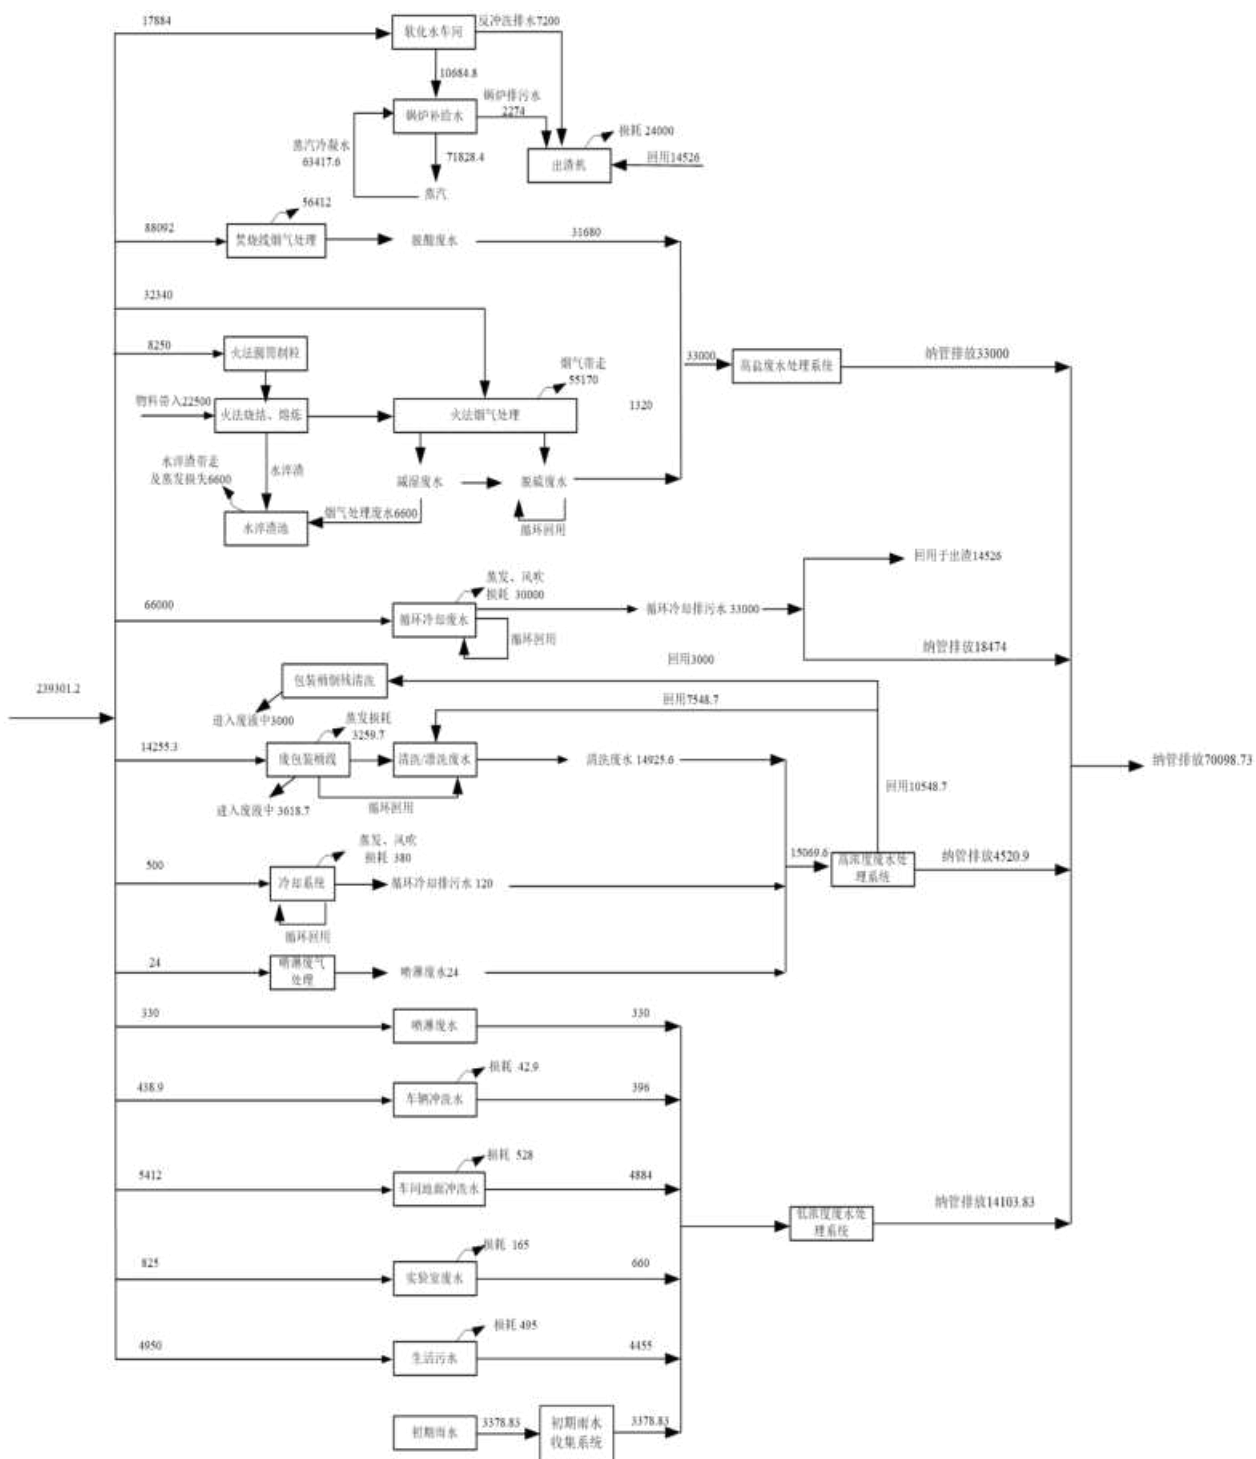 17884
软化水车间
反冲洗排水7200
10684.8
锅炉补给水
锅炉排污水
2274
蒸汽冷凝水
63417.6
71828.4
蒸汽
损耗 24000
出渣机
回用14526
88092
56412
焚烧线烟气处理
脱酸废水
31680
32340
8250
火法圆筒制粒
物料带入22500
火法烧结、熔炼
烟气带走
55170
火法烟气处理
33000
高盐废水处理系统
纳管排放33000
1320
水淬渣带走
及蒸发损失6600
水淬渣
减湿废水
脱硫废水
水淬渣池
烟气处理废水6600
循环回用
66000
蒸发、风吹
损耗 30000
循环冷却废水
循环回用
循环冷却排污水 33000
回用于出渣14526
纳管排放18474
239301.2
包装桶倒残清洗
回用3000
进入废液中3000
回用7548.7
14255.3
蒸发损耗
3259.7
废包装桶线
清洗/漂洗废水
清洗废水 14925.6
进入废液中 3618.7
循环回用
回用10548.7
纳管排放70098.73
500
蒸发、风吹
损耗 380
冷却系统
循环冷却排污水 120
循环回用
15069.6
高浓度废水处
理系统
纳管排放4520.9
24
喷淋废气
处理
喷淋废水24
330
喷淋废水
330
438.9
损耗 42.9
车辆冲洗水
396
5412
损耗 528
车间地面冲洗水
4884
低浓度废水处
理系统
纳管排放14103.83
825
损耗 165
实验室废水
660
4950
损耗 495
生活污水
4455
初期雨水
3378.83
初期雨水
收集系统
3378.83